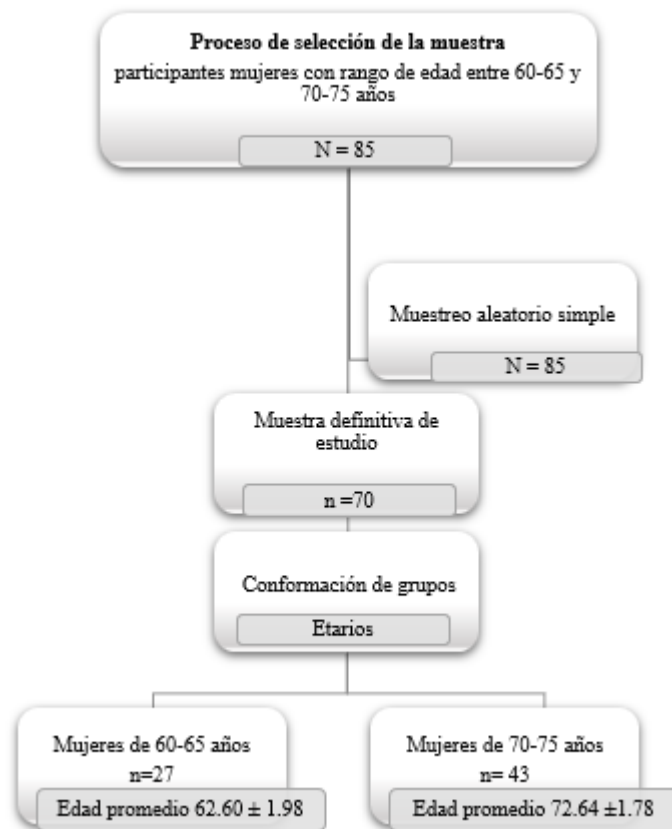 Proceso de selección de la muestra
participantes mujeres con rango de edad entre 60-65 y
70-75 años
N = 85
Muestreo aleatorio simple
N = 85
Muestra definitiva de
estudio
n =70
Conformación de grupos
Etarios
Mujeres de 60-65 años
n=27
Edad promedio 62.60 ± 1.98
Mujeres de 70-75 años
n= 43
Edad promedio 72.64 ±1.78